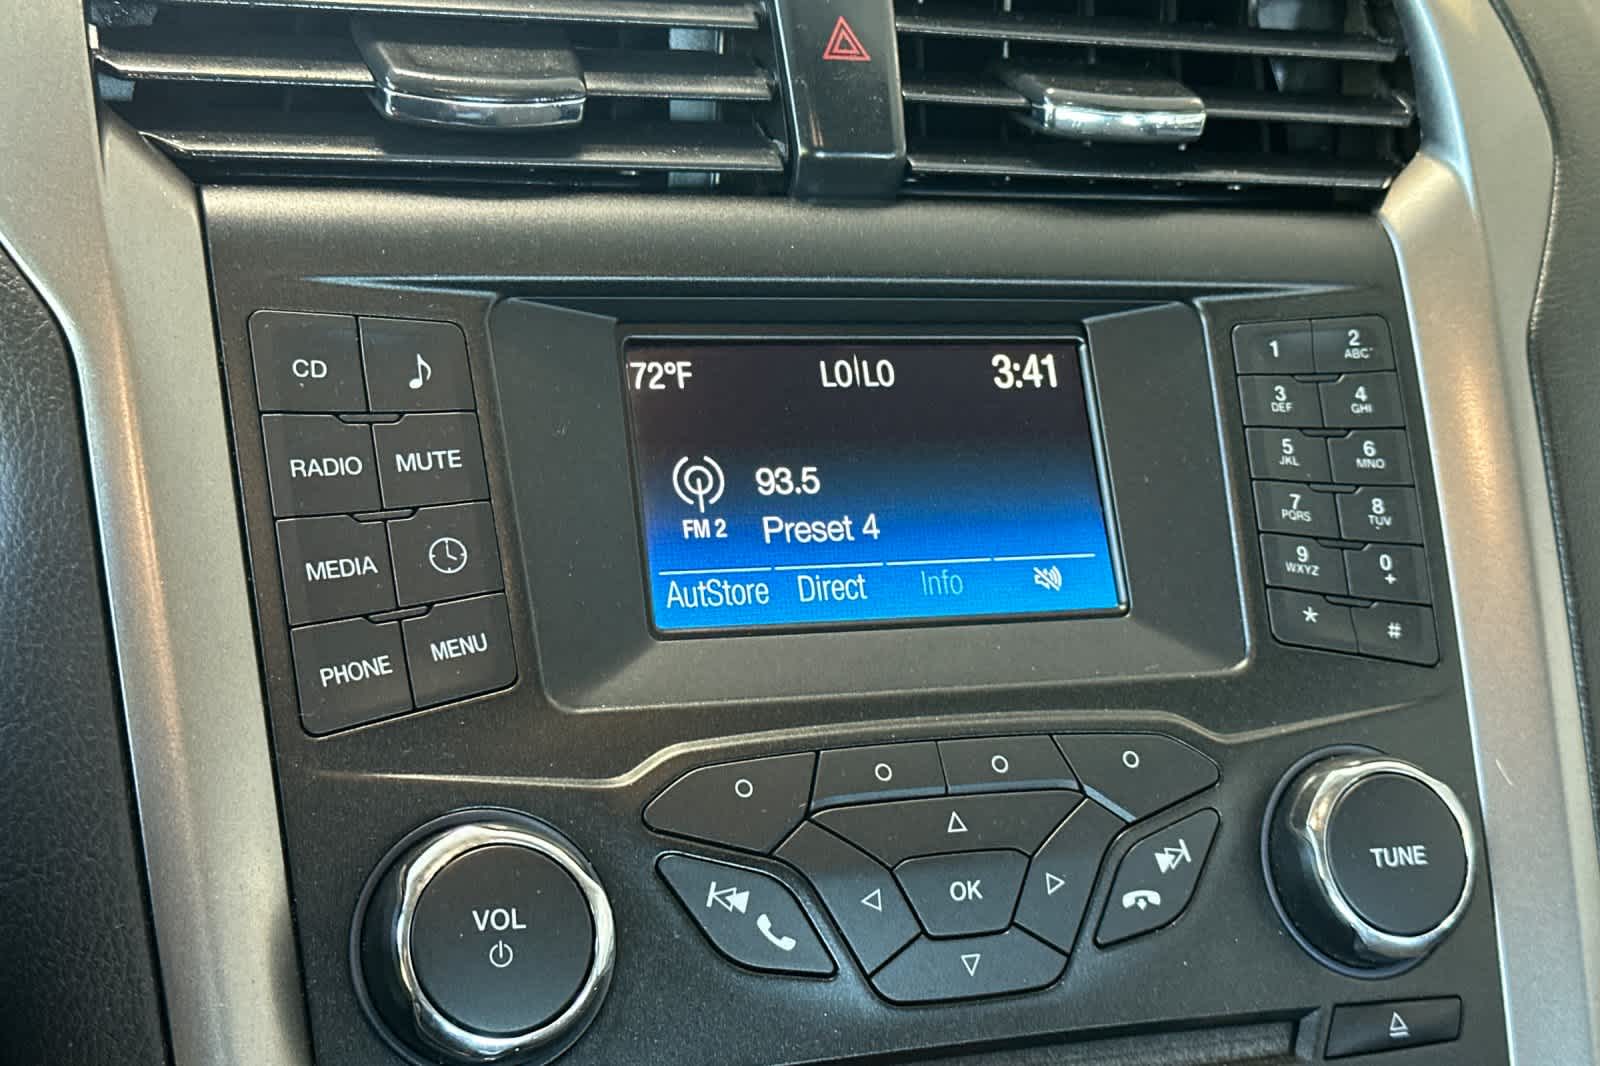 72°F LO|LO 3:41
93.5
FM 2 Preset 4
AutStore Direct Info
CD
RADIO MUTE
MEDIA
PHONE MENU
1 2 ABC
3 DEF 4 GHI
5 JKL 6 MNO
7 PQRS 8 TUV
9 WXYZ 0 +
* #
OK
VOL
TUNE